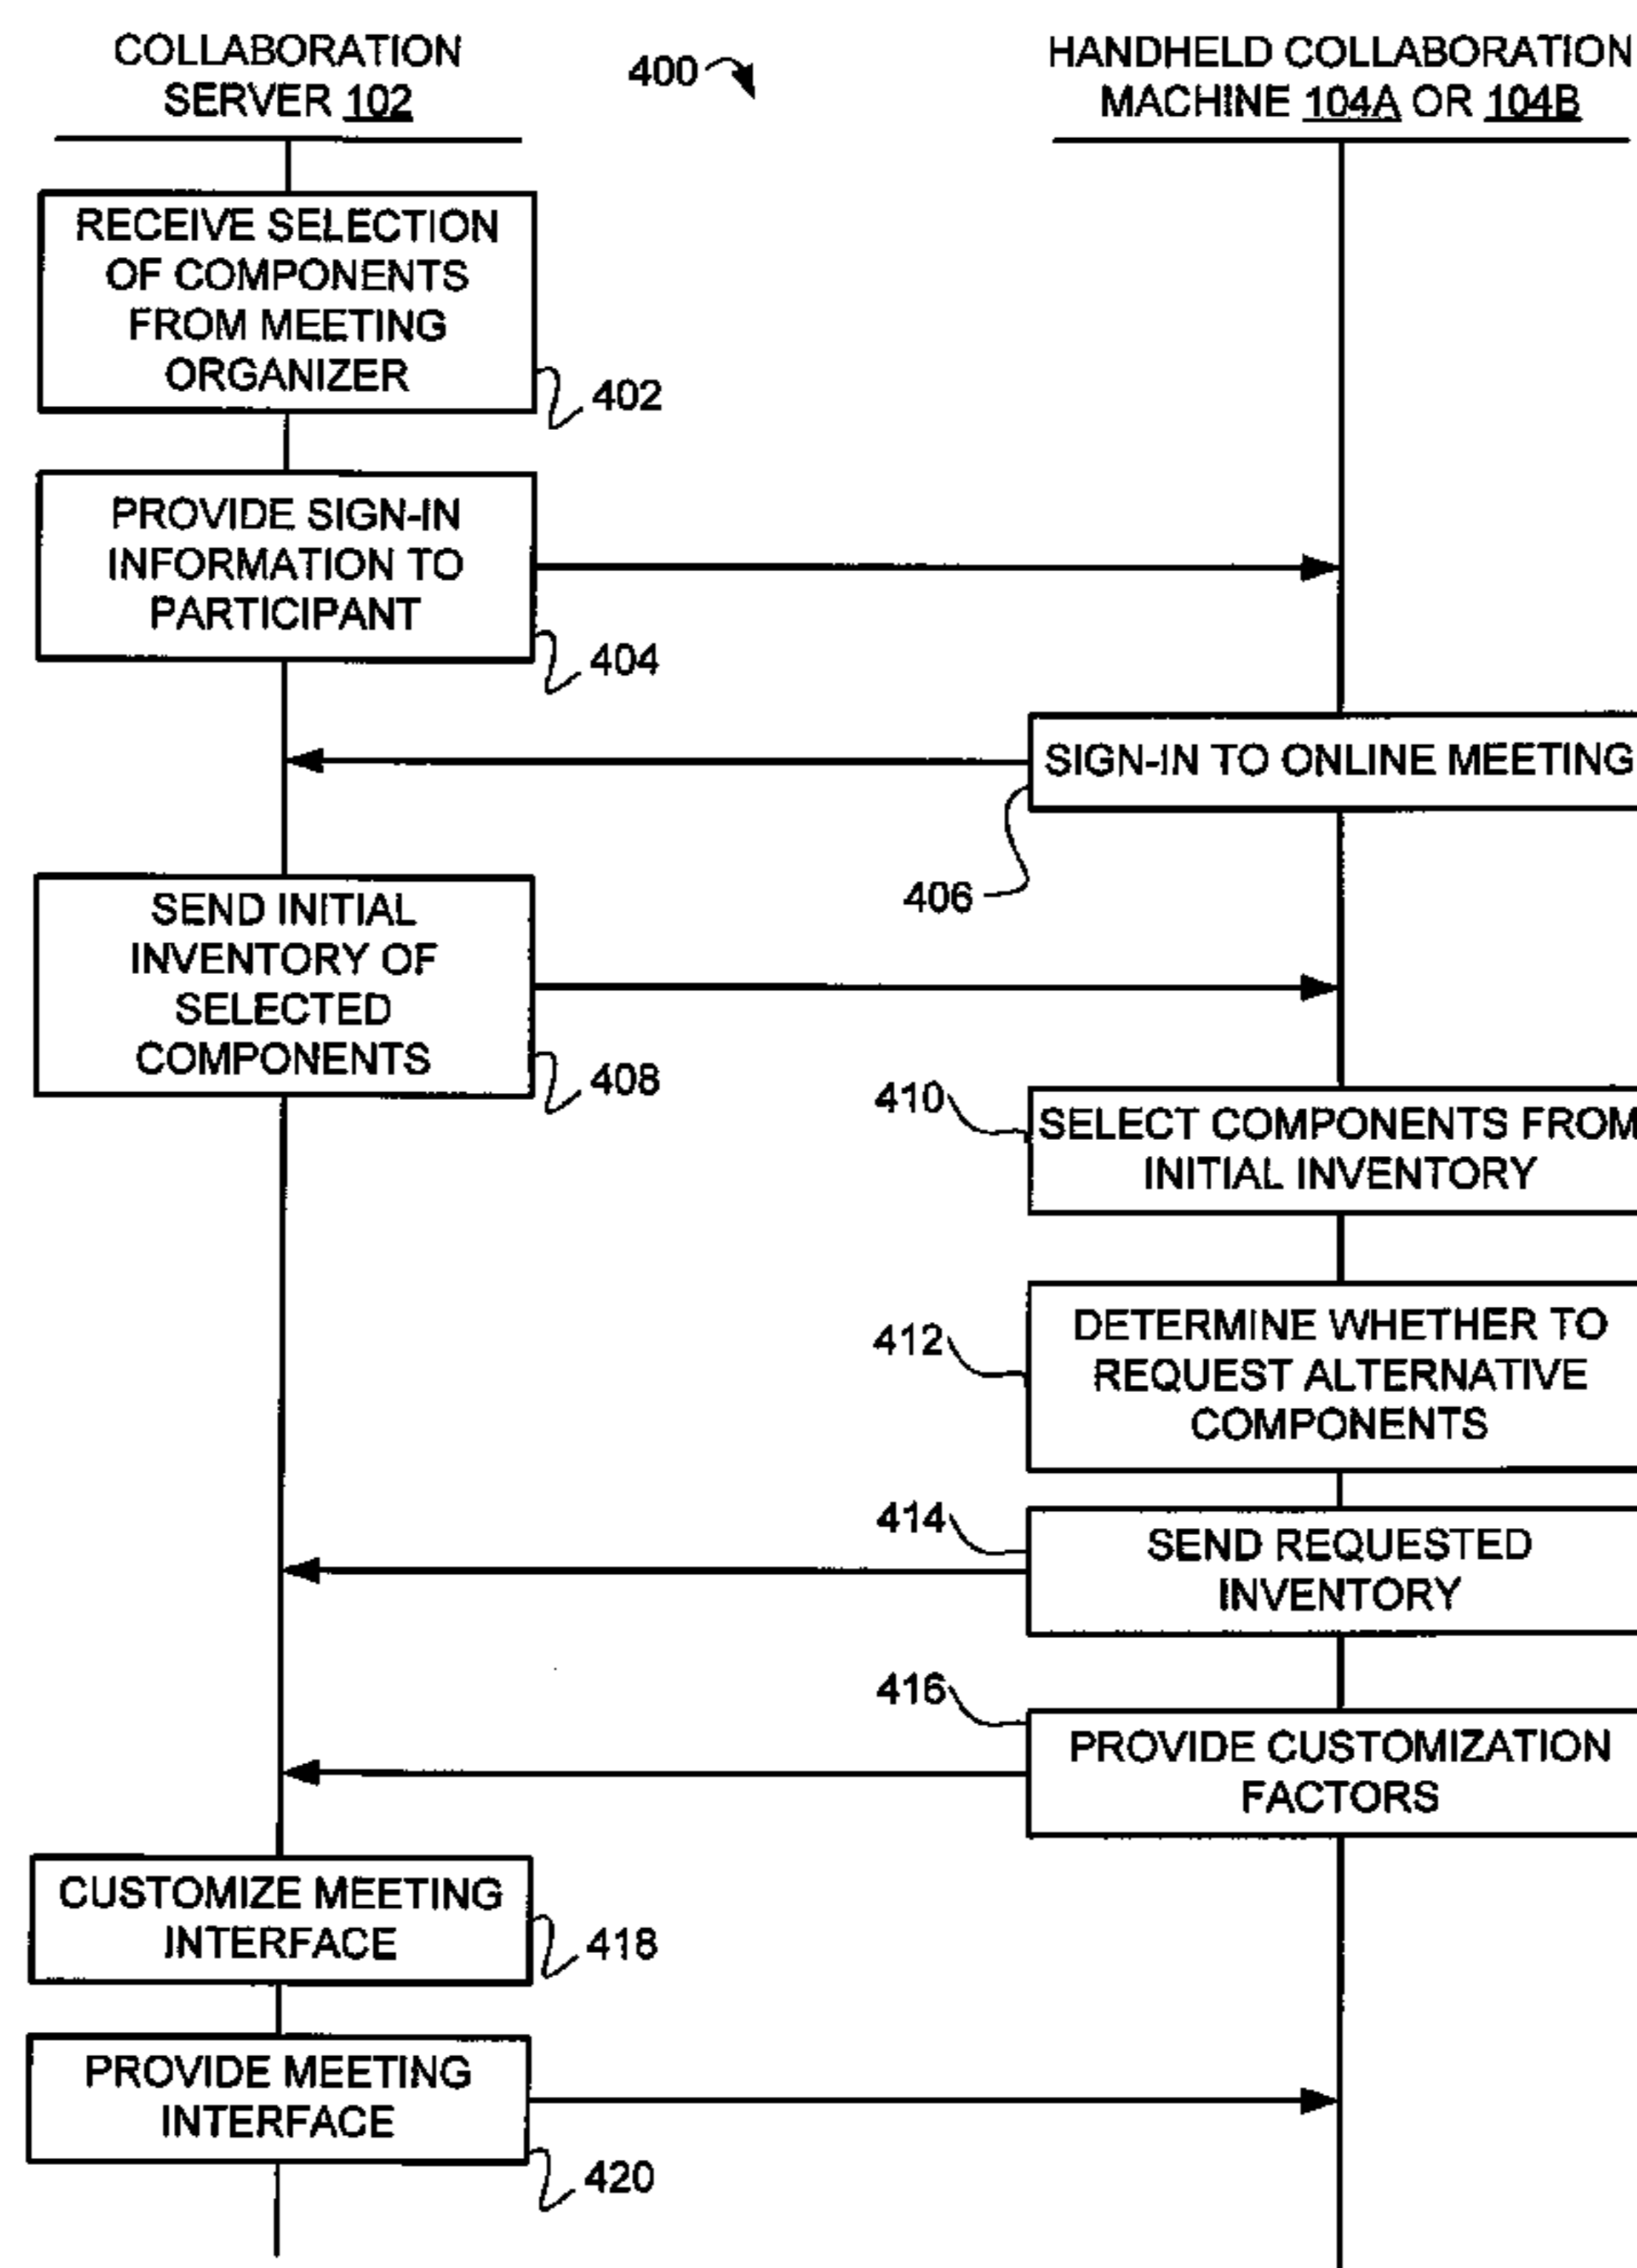 COLLABORATION
SERVER 102
400
HANDHELD COLLABORATION
MACHINE 104A OR 104B
RECEIVE SELECTION
OF COMPONENTS
FROM MEETING
ORGANIZER
402
PROVIDE SIGN-IN
INFORMATION TO
PARTICIPANT
404
SIGN-IN TO ONLINE MEETING
406
SEND INITIAL
INVENTORY OF
SELECTED
COMPONENTS
408
410
SELECT COMPONENTS FROM
INITIAL INVENTORY
412
DETERMINE WHETHER TO
REQUEST ALTERNATIVE
COMPONENTS
414
SEND REQUESTED
INVENTORY
416
PROVIDE CUSTOMIZATION
FACTORS
CUSTOMIZE MEETING
INTERFACE
418
PROVIDE MEETING
INTERFACE
420